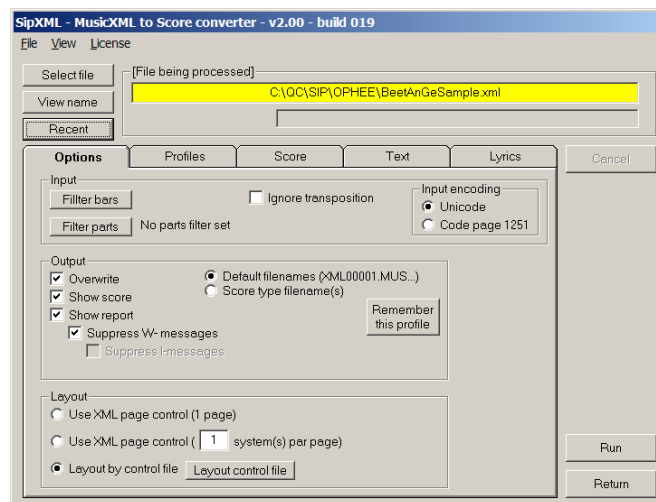 SipXML - MusicXML to Score converter - v2.00 - build 019
File View License
Select file
[File being processed]
C:\QC\SIP\OPHEE\BeetAnGeSample.xml
View name
Recent
Options Profiles Score Text Lyrics Cancel
Input
Fillter bars
Ignore transposition
Input encoding
Unicode
Filter parts No parts filter set
Code page 1251
Output
Overwrite
Default filenames (XML00001.MUS...)
Show score
Score type filename(s)
Show report
Remember
this profile
Suppress W- messages
Suppress I-messages
Layout
Use XML page control (1 page)
Use XML page control ( 1 system(s) par page)
Layout by control file Layout control file
Run
Return